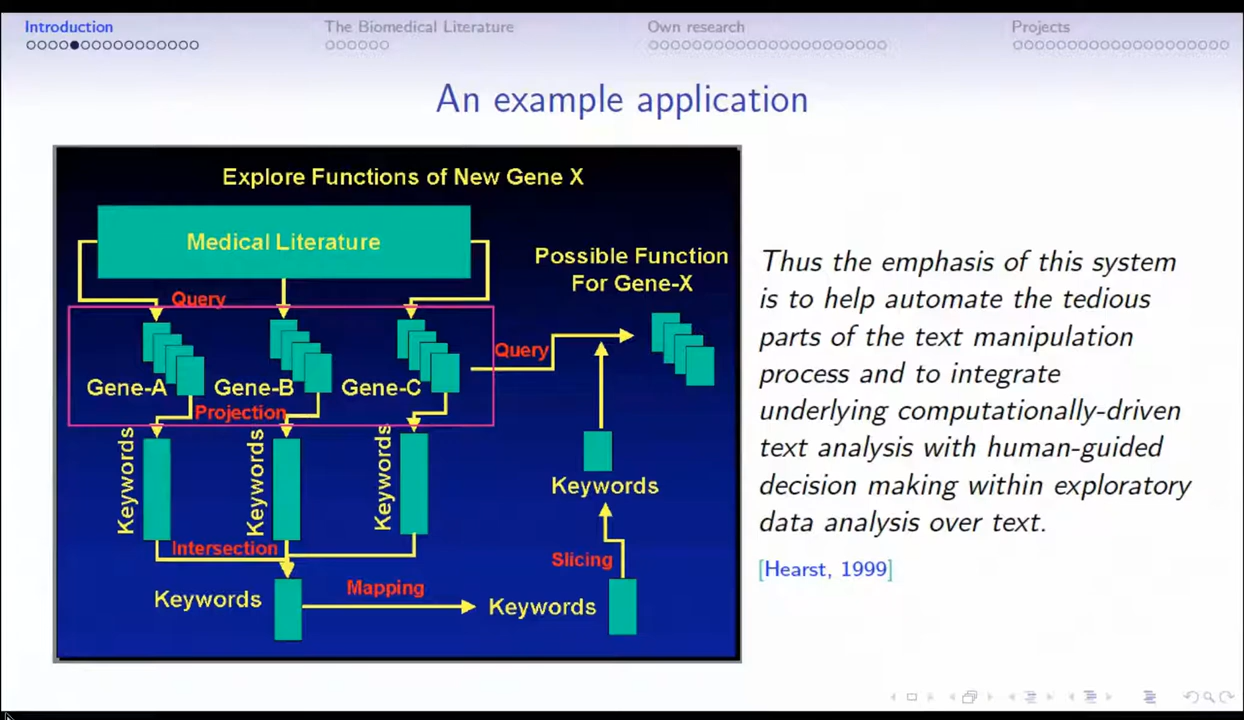 Introduction
The Biomedical Literature
Own research
Projects
An example application
Explore Functions of New Gene X
Medical Literature
Possible Function
For Gene-X
Query
Query
Gene-A
Gene-B
Gene-C
Projection
Keywords
Keywords
Keywords
Keywords
Intersection
Slicing
Mapping
Keywords
Keywords
Thus the emphasis of this system
is to help automate the tedious
parts of the text manipulation
process and to integrate
underlying computationally-driven
text analysis with human-guided
decision making within exploratory
data analysis over text.
[Hearst, 1999]